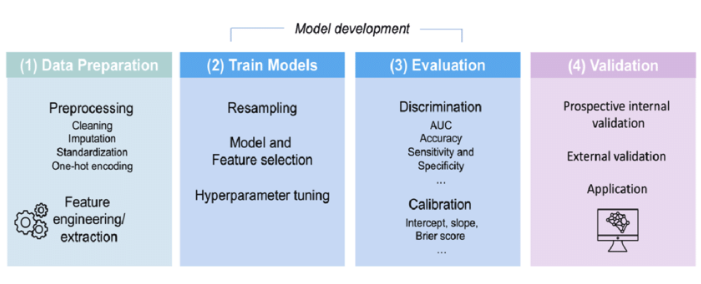 Model development
(1) Data Preparation
Preprocessing
Cleaning
Imputation
Standardization
One-hot encoding
Feature
engineering/
extraction
(2) Train Models
Resampling
Model and
Feature selection
Hyperparameter tuning
(3) Evaluation
Discrimination
AUC
Accuracy
Sensitivity and
Specificity
...
Calibration
Intercept, slope,
Brier score
...
(4) Validation
Prospective internal
validation
External validation
Application